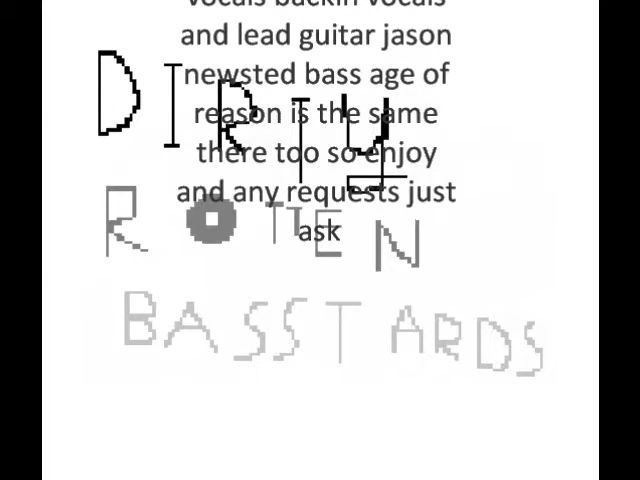 vocals backin vocals
and lead guitar jason
newsted bass age of
reason is the same
there too so enjoy
and any requests just
ask
DIRTY
ROTTEN
BASSTARDS